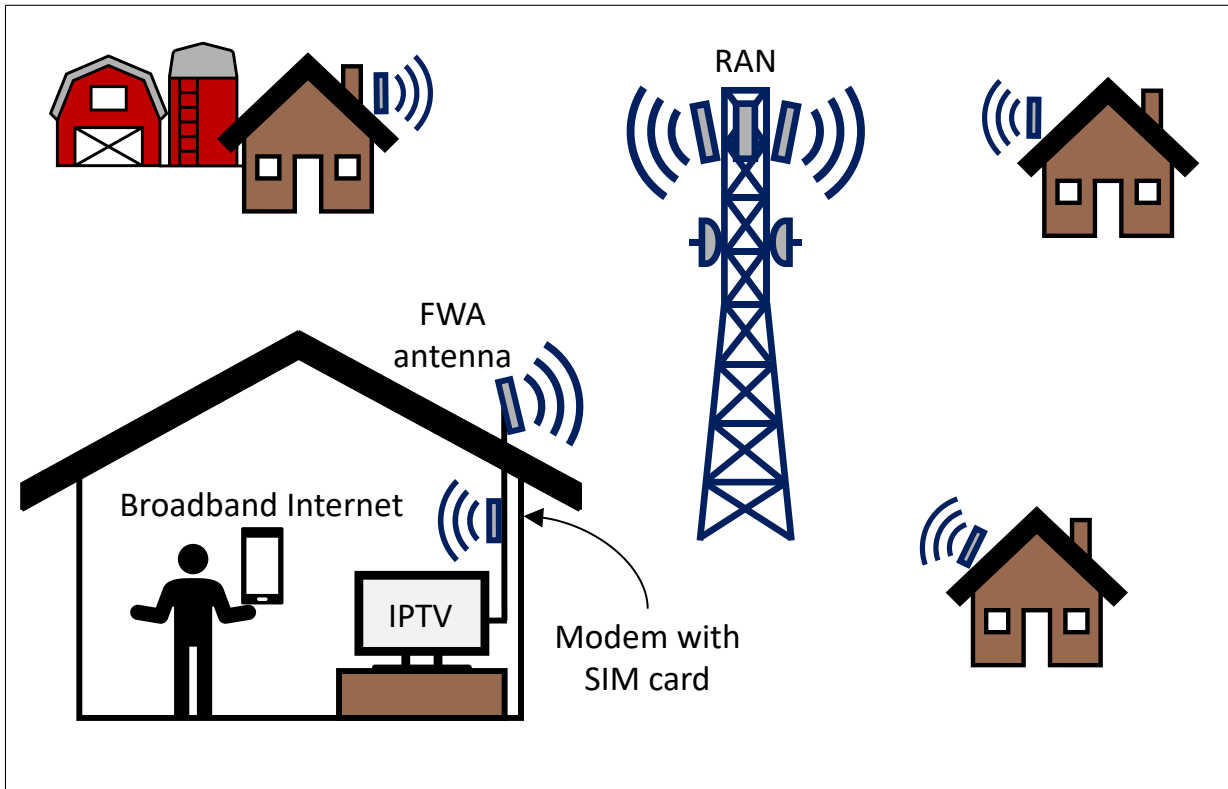 RAN
FWA
antenna
Broadband Internet
IPTV
Modem with
SIM card